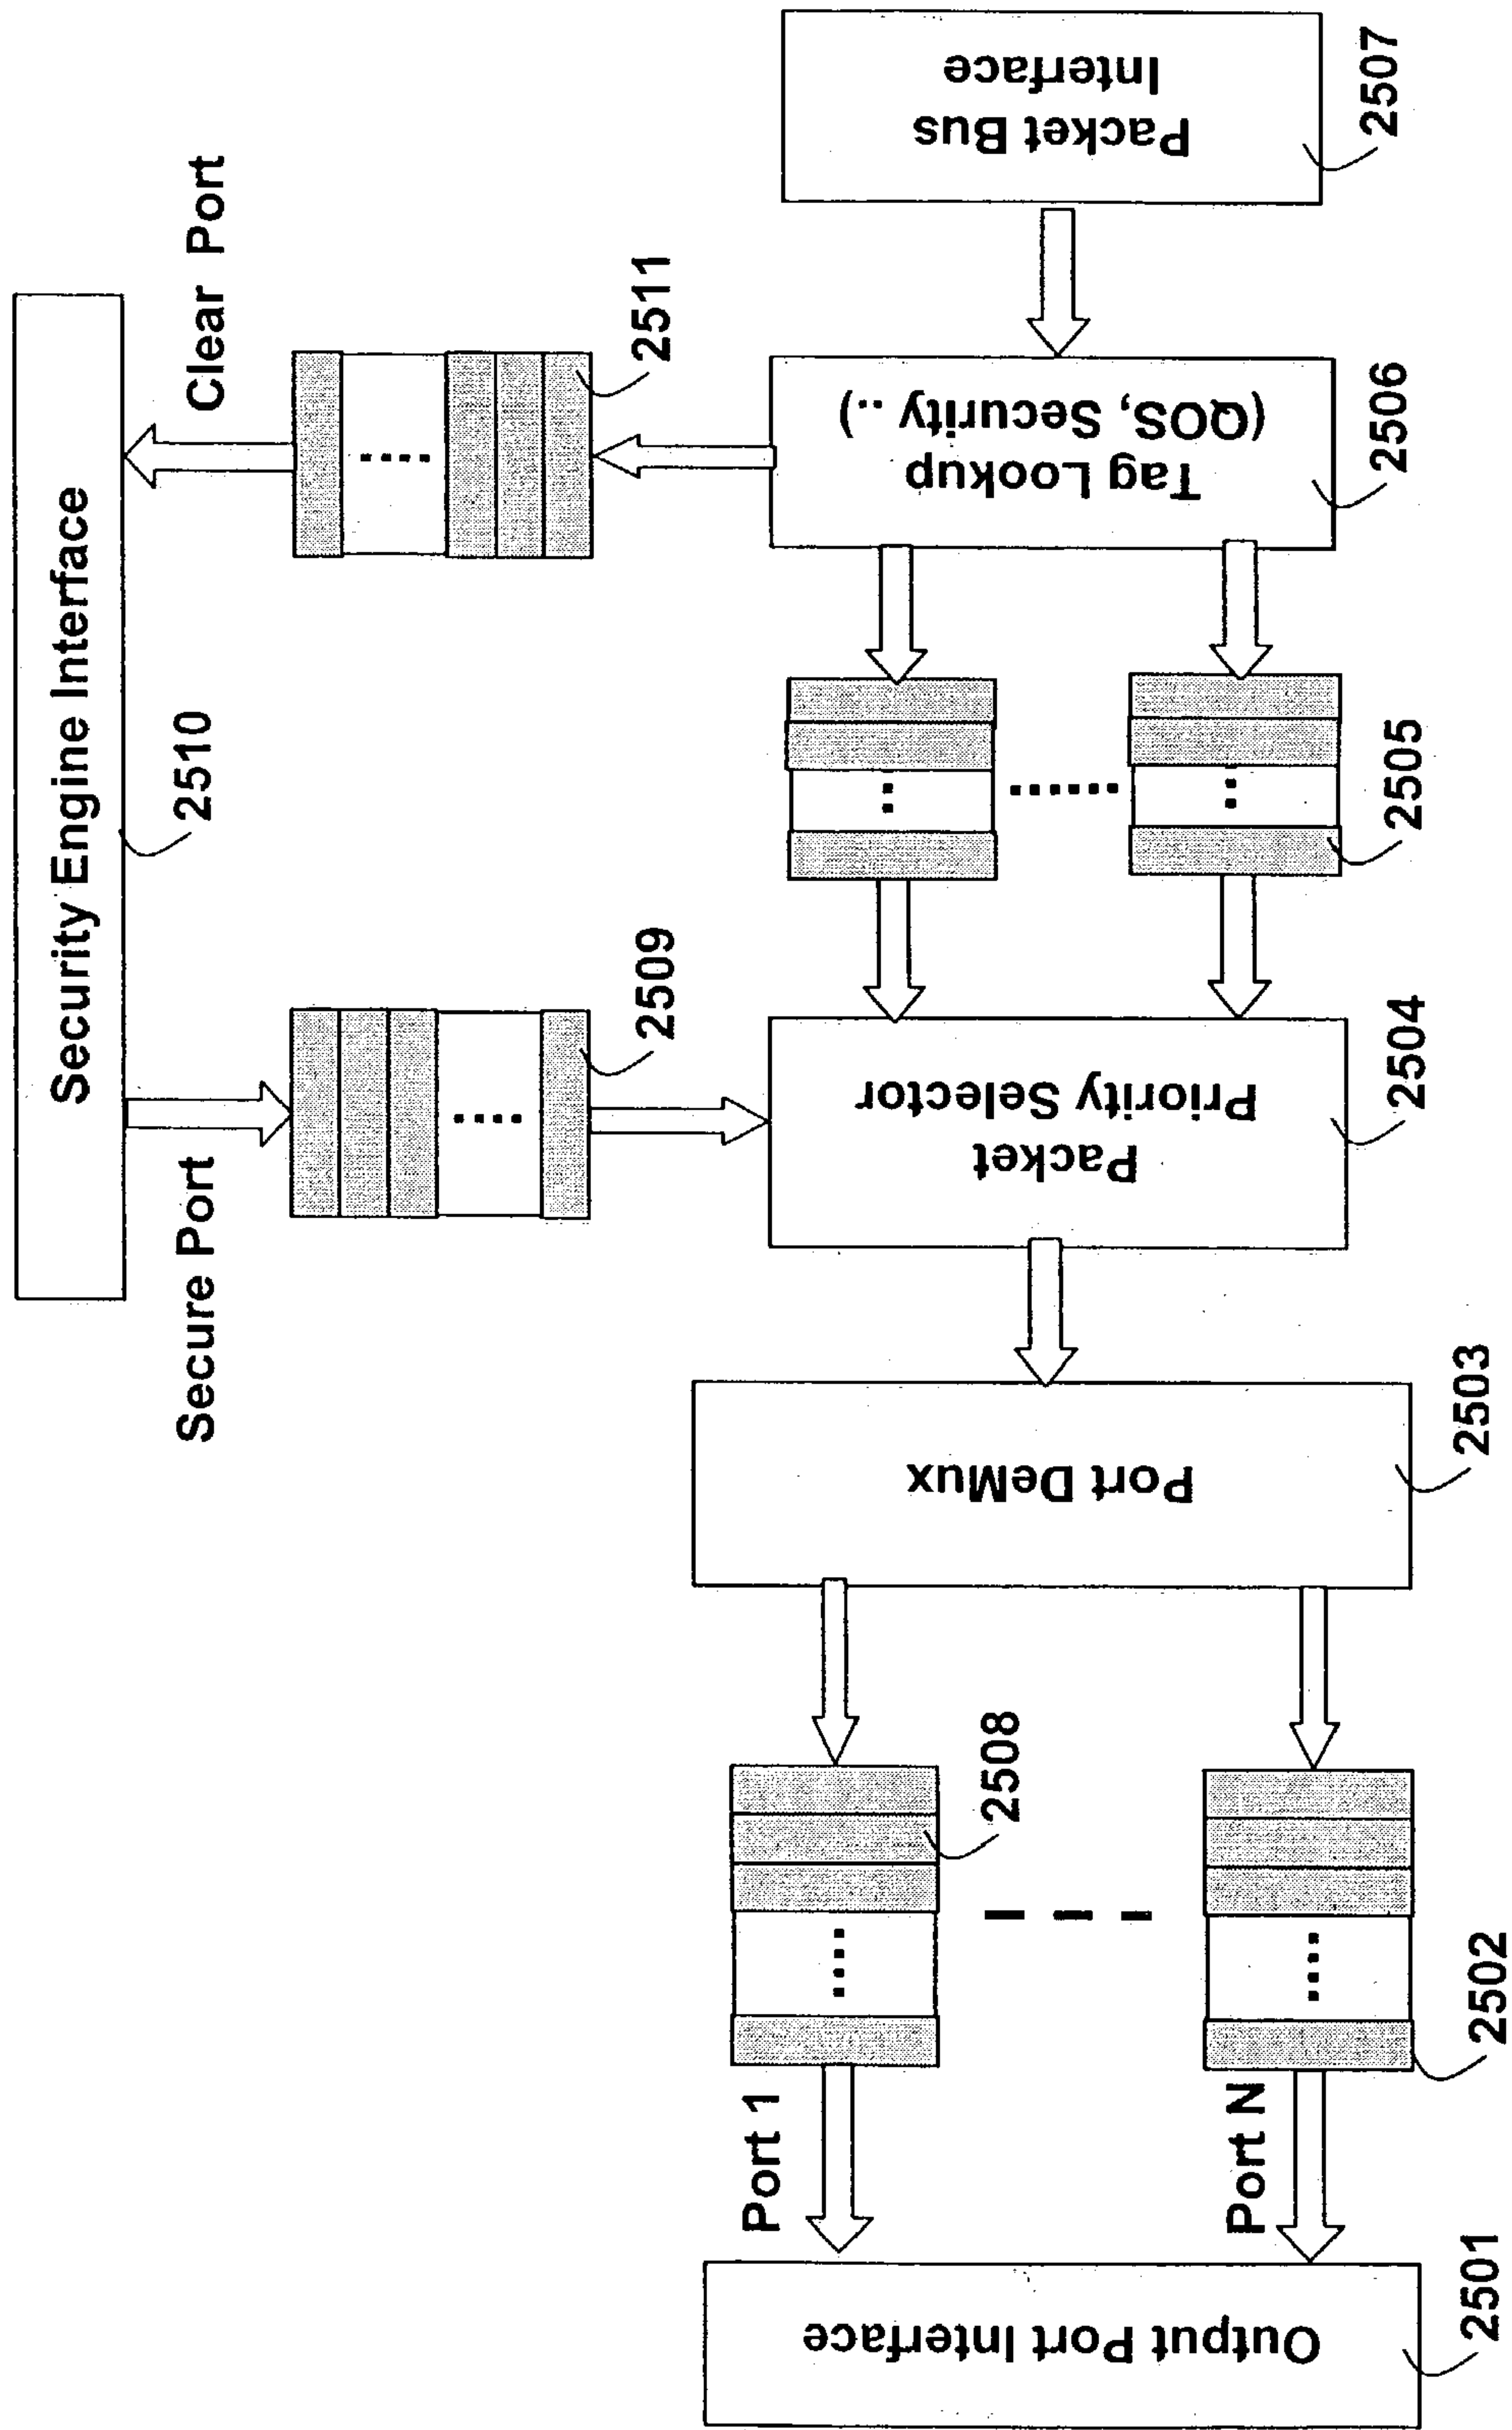 Security Engine Interface
2510
Secure Port
Clear Port
2509
2511
Output Port Interface
2501
Port 1
Port N
2508
2502
Port DeMux
2503
Packet
Priority Selector
2504
2505
Tag Lookup
(QOS, Security ..)
2506
Packet Bus
Interface
2507